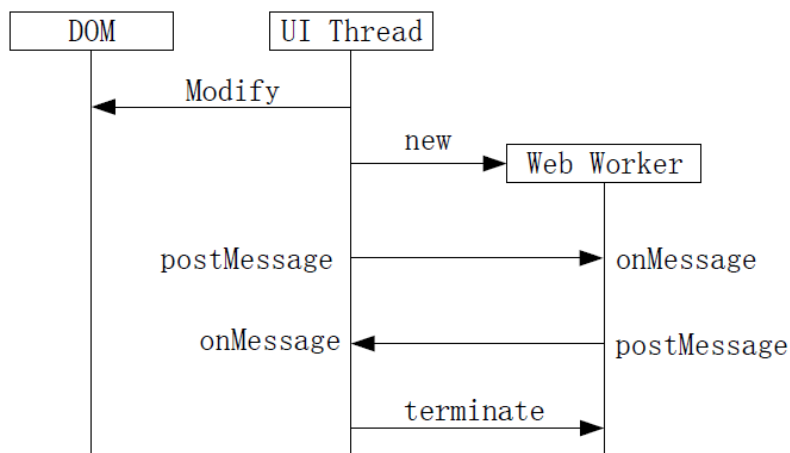 DOM
UI Thread
Modify
new
Web Worker
postMessage
onMessage
onMessage
postMessage
terminate